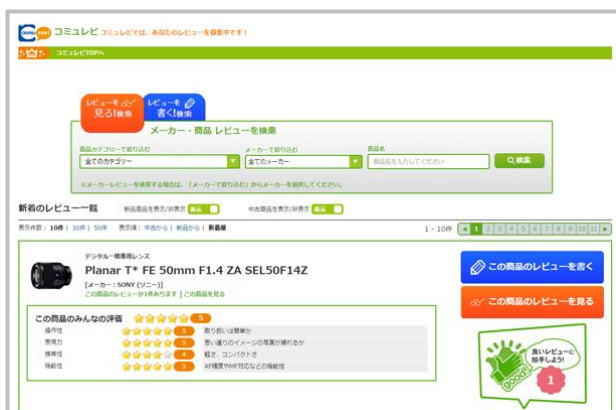 comu revi コミュレビ コミュレビでは、あなたのレビューを募集中です!
コミュレビTOPへ
レビューを
見る!検索
レビューを
書く!検索
メーカー・商品 レビューを検索
商品カテゴリーで絞り込む メーカーで絞り込む 商品名
全てのカテゴリー 全てのメーカー 商品名を入力してください 検索
※メーカーレビューを検索する場合は、「メーカーで絞り込む」からメーカーを選択してください。
新着のレビュー一覧 新品商品を表示/非表示 表示 中古商品を表示/非表示 表示
表示件数: 10件 | 30件 | 50件 表示順: 中古から | 新品から | 新着順 1 - 10件 1 2 3 4 5 6 7 8 9 10 11
デジタル一眼専用レンズ
Planar T* FE 50mm F1.4 ZA SEL50F14Z
[メーカー:SONY (ソニー)]
この商品のレビューが1件あります | この商品を見る
この商品のレビューを書く
この商品のレビューを見る
この商品のみんなの評価 5
操作性 5 取り扱いは簡単か
表現力 5 思い通りのイメージの写真が撮れるか
携帯性 4 軽さ、コンパクトさ
機能性 5 AF精度やMF対応などの機能性
良いレビューに
拍手しよう!
good!
1